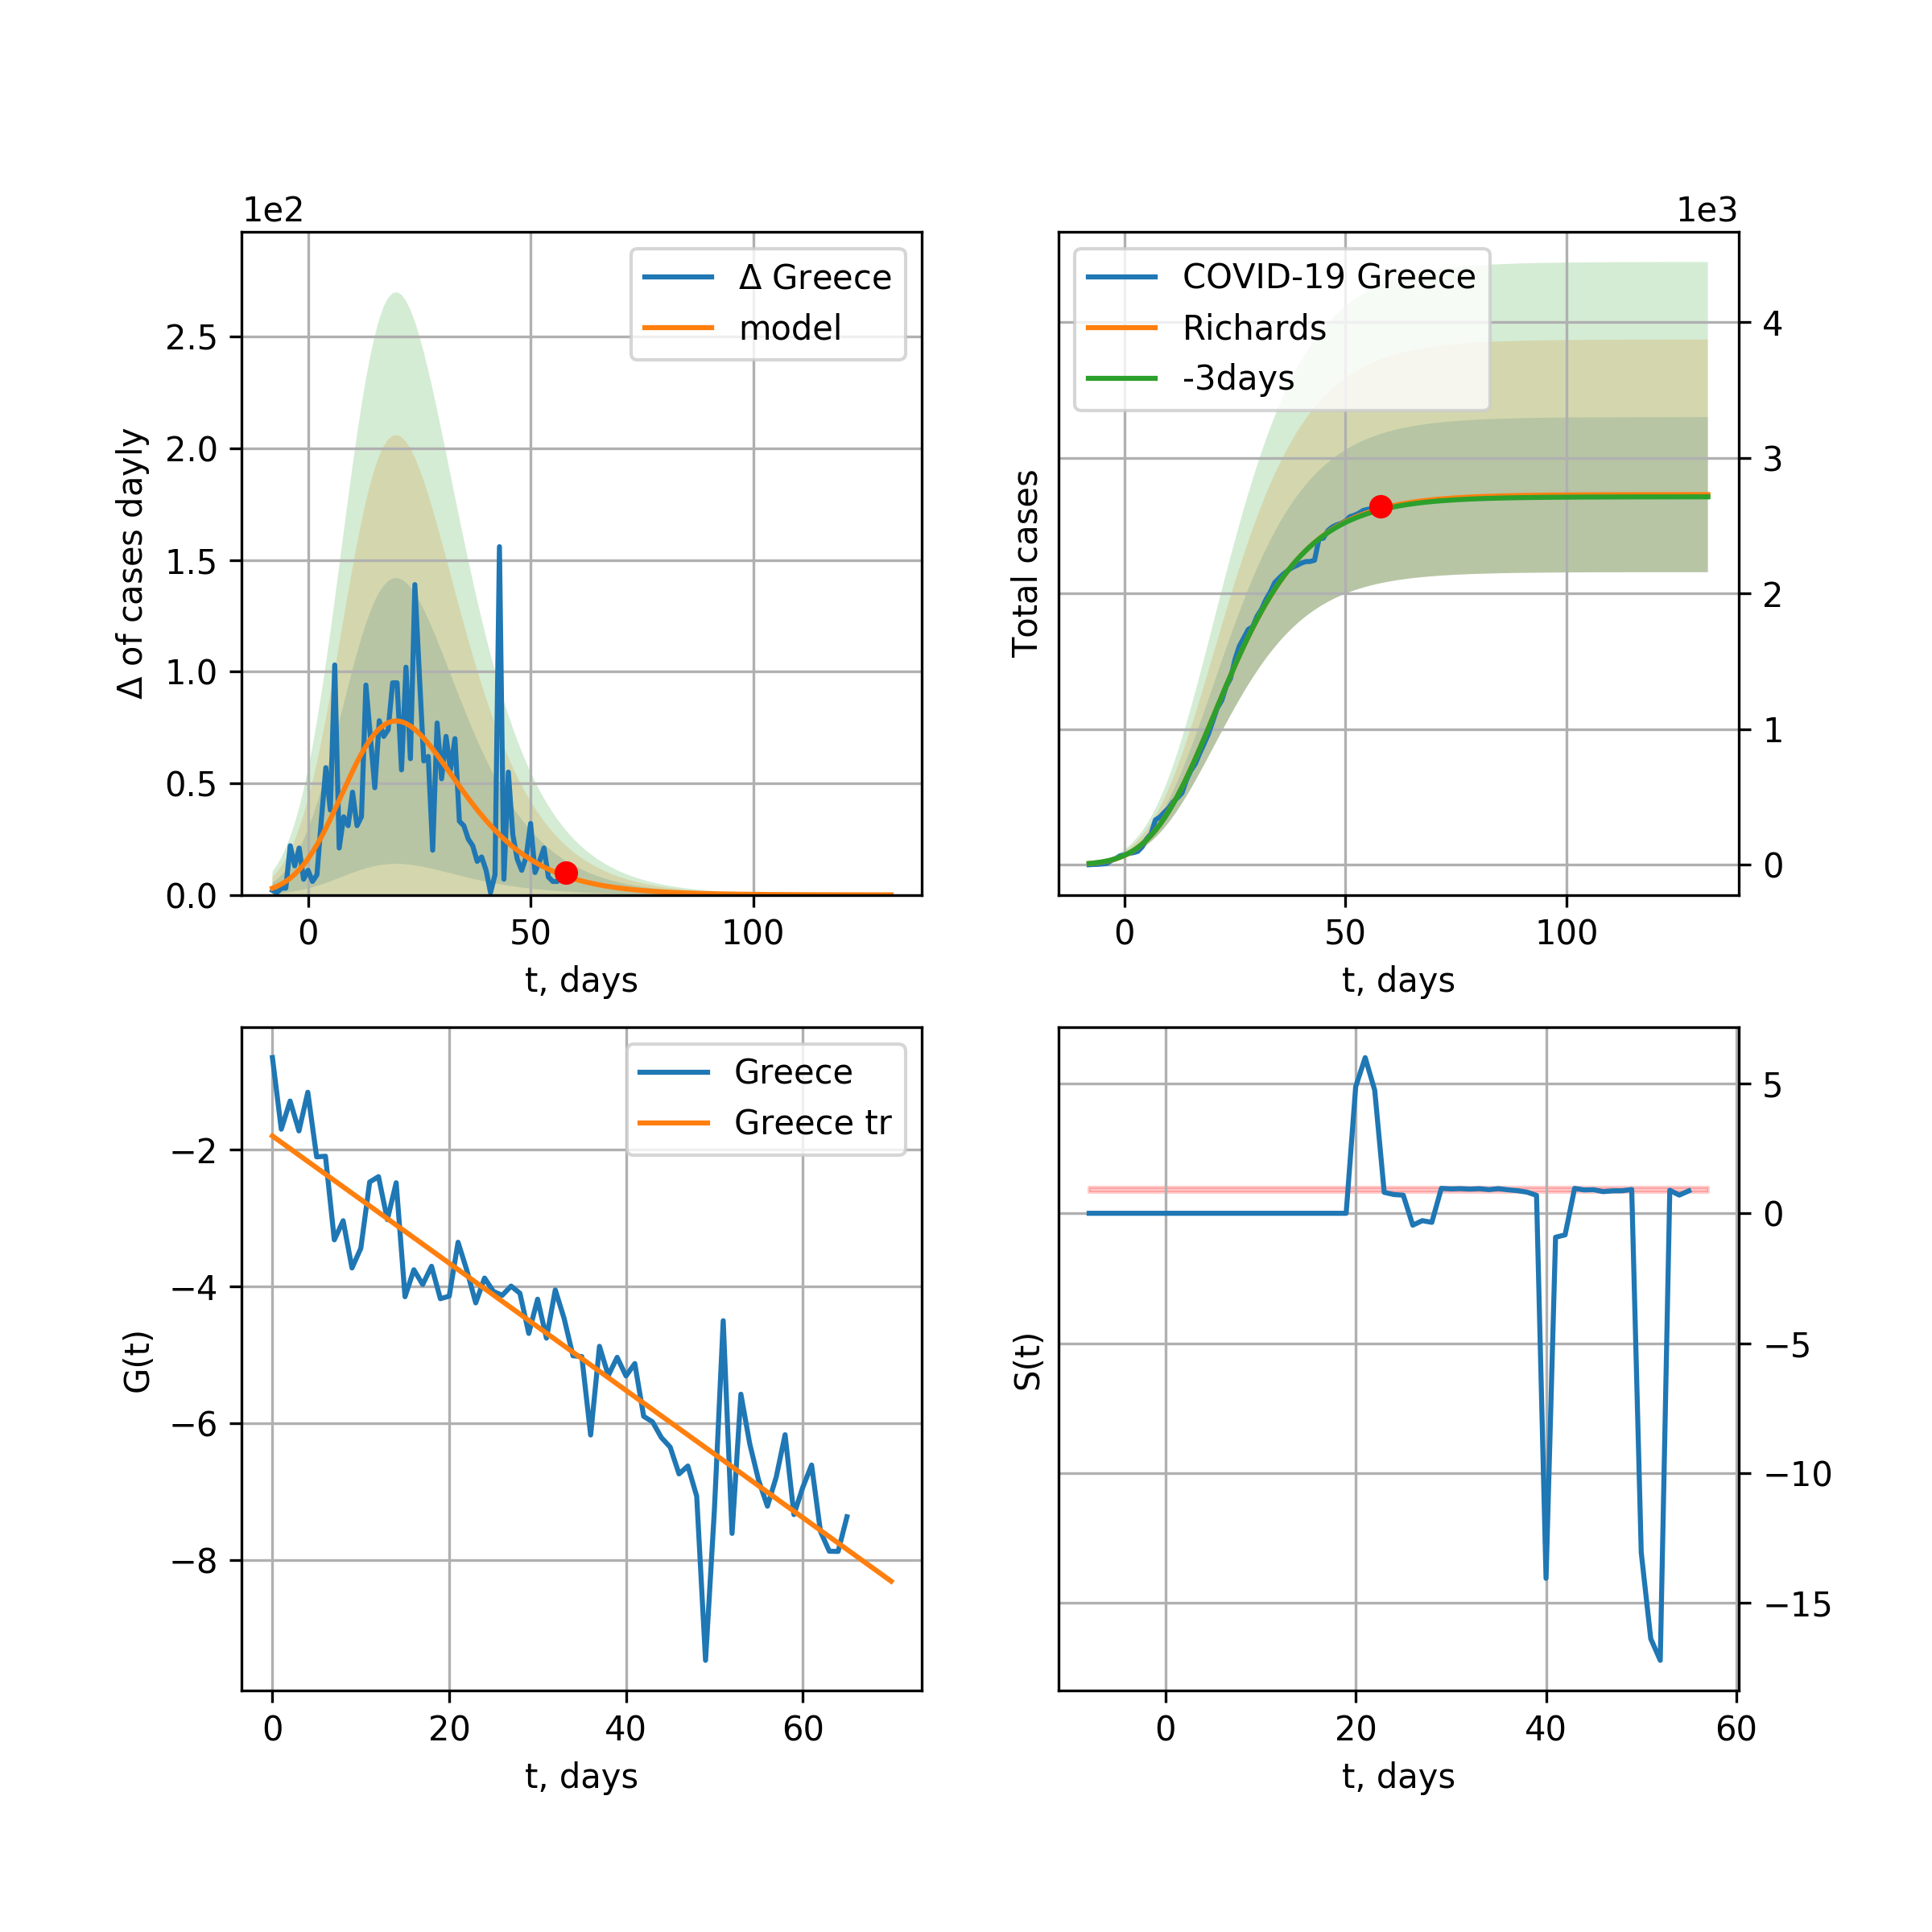 1e2
Δ Greece
model
2.5
2.0
1.5
1.0
0.5
0.0
Δ of cases dayly
0
50
100
t, days
1e3
COVID-19 Greece
Richards
-3days
4
3
2
1
0
Total cases
0
50
100
t, days
Greece
Greece tr
−2
−4
−6
−8
G(t)
0
20
40
60
t, days
5
0
−5
−10
−15
S(t)
0
20
40
60
t, days